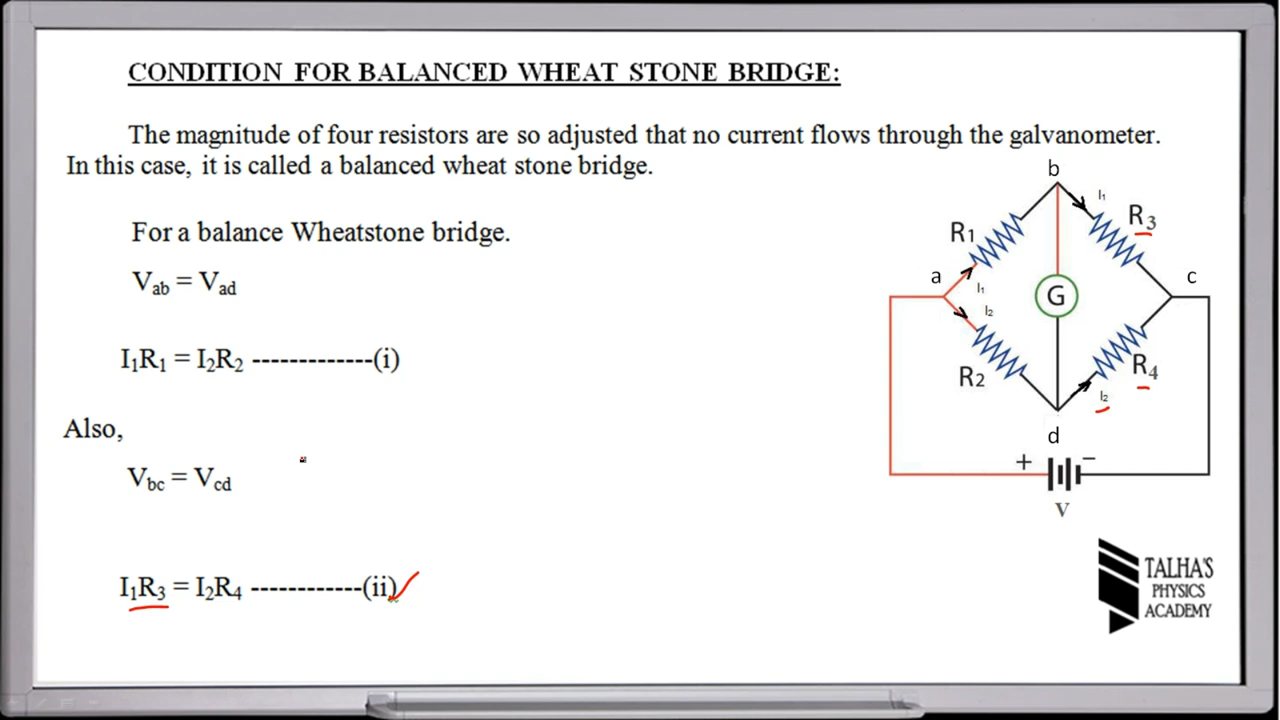 CONDITION FOR BALANCED WHEAT STONE BRIDGE:
The magnitude of four resistors are so adjusted that no current flows through the galvanometer.
In this case, it is called a balanced wheat stone bridge.
For a balance Wheatstone bridge.
Vab = Vad
I1R1 = I2R2 -------------(i)
Also,
Vbc = Vcd
I1R3 = I2R4 ------------(ii)
b
I1
R1
R3
a
I1
G
c
I2
R2
R4
I2
d
+
−
V
TALHA'S
PHYSICS
ACADEMY